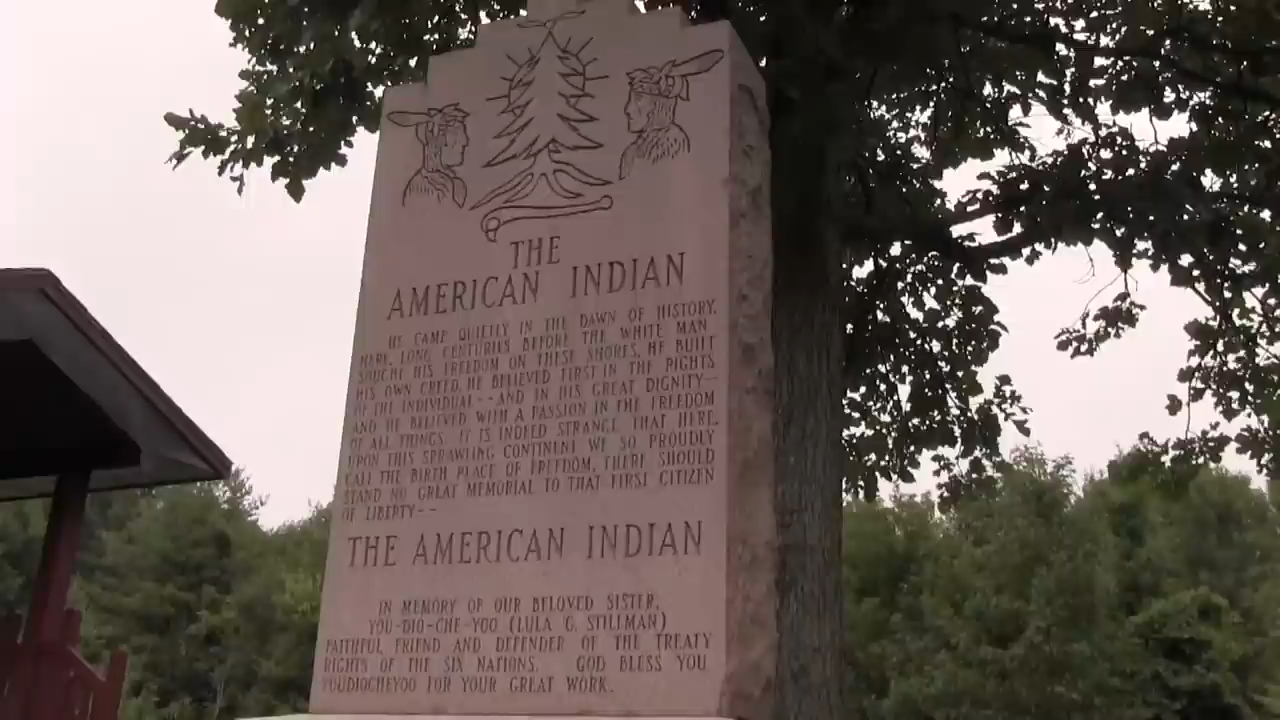 THE
AMERICAN INDIAN
HE CAME QUIETLY IN THE DAWN OF HISTORY,
HERE, LONG CENTURIES BEFORE THE WHITE MAN
SOUGHT HIS FREEDOM ON THESE SHORES, HE BUILT
HIS OWN CREED. HE BELIEVED FIRST IN THE RIGHTS
OF THE INDIVIDUAL--AND IN HIS GREAT DIGNITY--
AND HE BELIEVED WITH A PASSION IN THE FREEDOM
OF ALL THINGS. IT IS INDEED STRANGE, THAT HERE,
UPON THIS SPRAWLING CONTINENT WE SO PROUDLY
CALL THE BIRTH PLACE OF FREEDOM, THERE SHOULD
STAND NO GREAT MEMORIAL TO THAT FIRST CITIZEN
OF LIBERTY--
THE AMERICAN INDIAN
IN MEMORY OF OUR BELOVED SISTER,
YOU-DIO-CHE-YOO (LULA G. STILLMAN)
FAITHFUL FRIEND AND DEFENDER OF THE TREATY
RIGHTS OF THE SIX NATIONS. GOD BLESS YOU
YOUDIOCHEYOO FOR YOUR GREAT WORK.